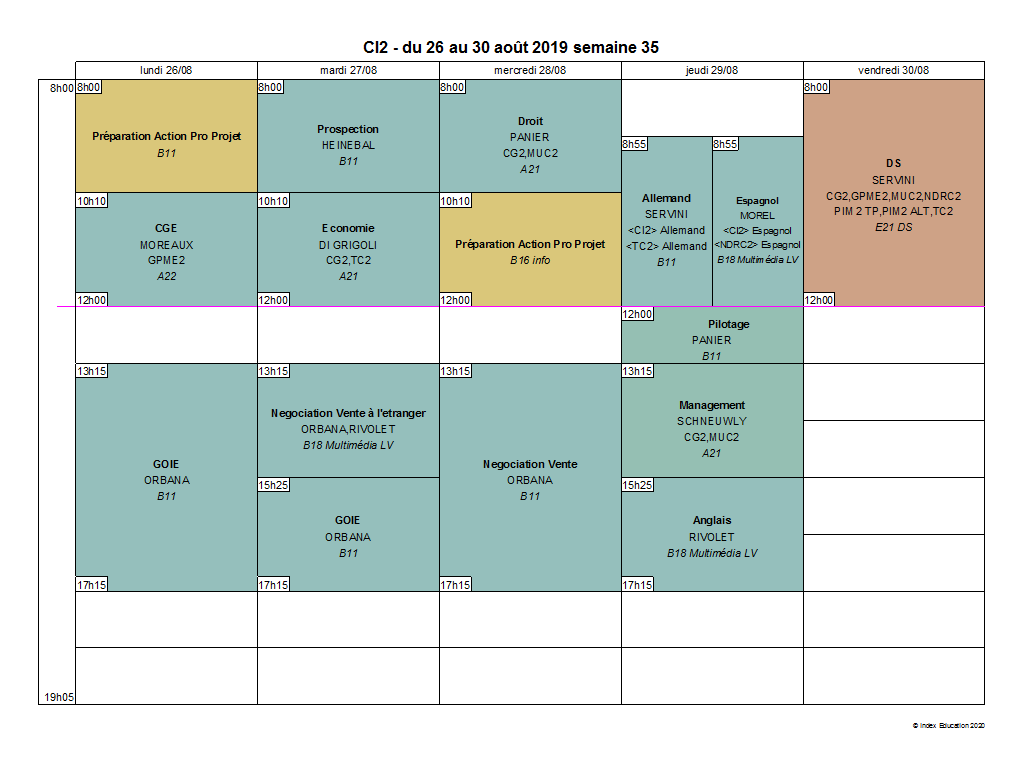 CI2 - du 26 au 30 août 2019 semaine 35
lundi 26/08
mardi 27/08
mercredi 28/08
jeudi 29/08
vendredi 30/08
8h00
8h00
Préparation Action Pro Projet
B11
10h10
CGE
MOREAUX
GPME2
A22
12h00
13h15
GOIE
ORBANA
B11
17h15
8h00
Prospection
HEINEBAL
B11
10h10
Economie
DI GRIGOLI
CG2,TC2
A21
12h00
13h15
Negociation Vente à l'etranger
ORBANA,RIVOLET
B18 Multimédia LV
15h25
GOIE
ORBANA
B11
17h15
8h00
Droit
PANIER
CG2,MUC2
A21
10h10
Préparation Action Pro Projet
B16 info
12h00
13h15
Negociation Vente
ORBANA
B11
17h15
8h55
Allemand
SERVINI
<CI2> Allemand
<TC2> Allemand
B11
8h55
Espagnol
MOREL
<CI2> Espagnol
<NDRC2> Espagnol
B18 Multimédia LV
12h00
Pilotage
PANIER
B11
13h15
Management
SCHNEUWLY
CG2,MUC2
A21
15h25
Anglais
RIVOLET
B18 Multimédia LV
17h15
8h00
DS
SERVINI
CG2,GPME2,MUC2,NDRC2
PIM 2 TP,PIM2 ALT,TC2
E21 DS
12h00
19h05
© Index Education 2020